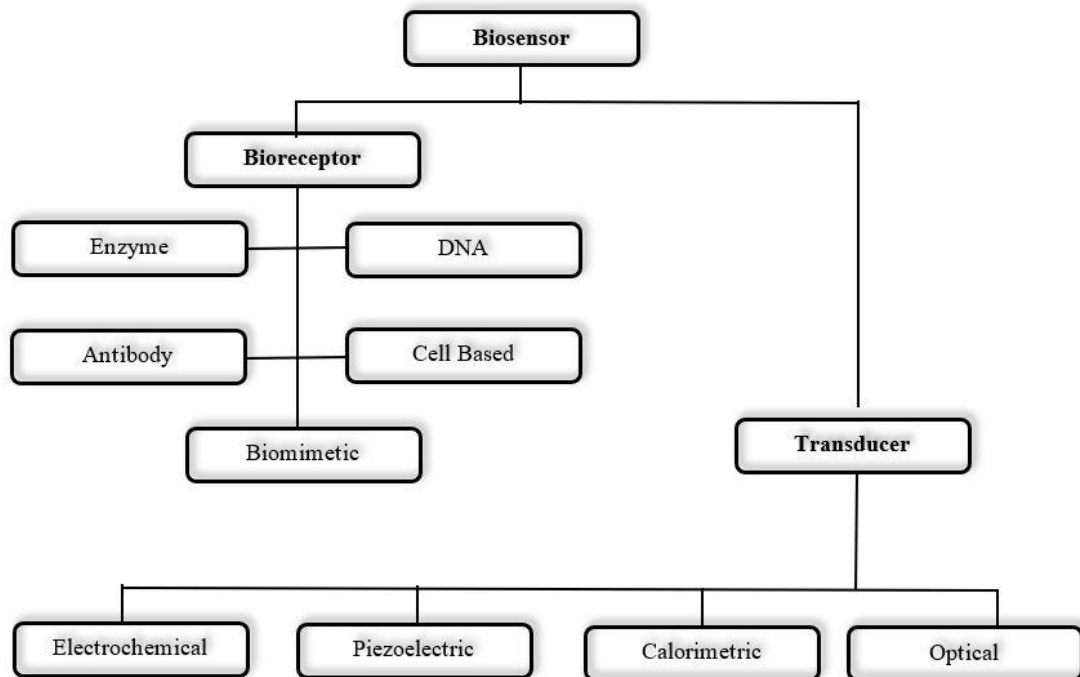 Biosensor
Bioreceptor
Enzyme
DNA
Antibody
Cell Based
Biomimetic
Transducer
Electrochemical
Piezoelectric
Calorimetric
Optical